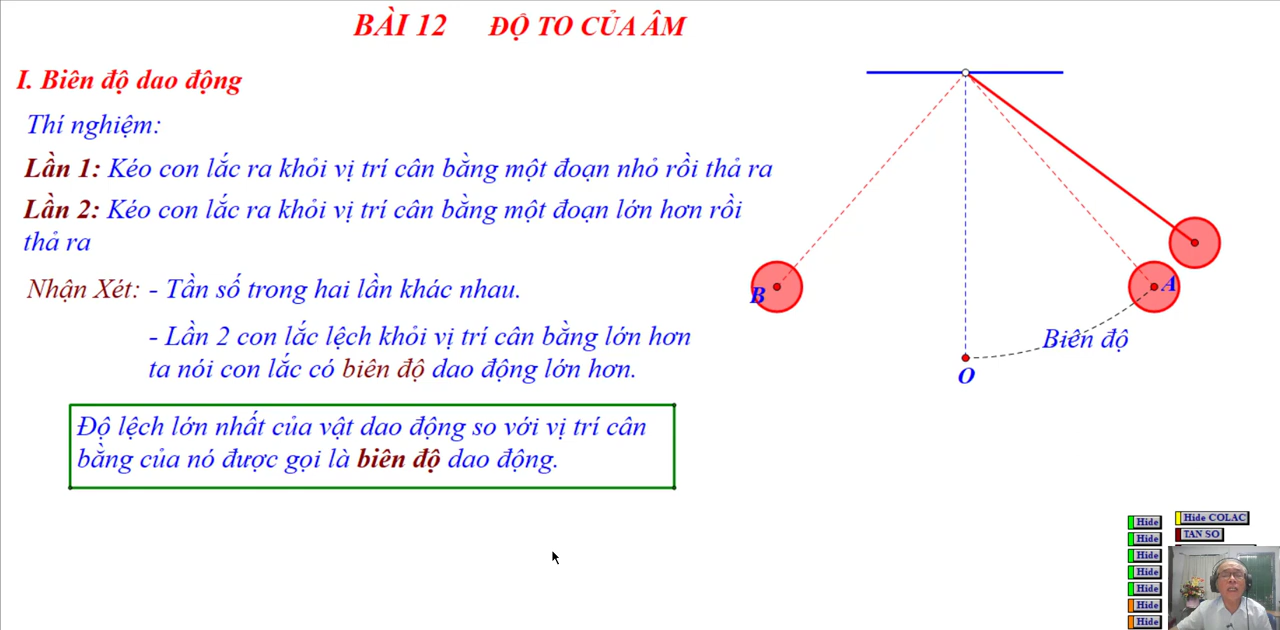 BÀI 12 ĐỘ TO CỦA ÂM
I. Biên độ dao động
Thí nghiệm:
Lần 1: Kéo con lắc ra khỏi vị trí cân bằng một đoạn nhỏ rồi thả ra
Lần 2: Kéo con lắc ra khỏi vị trí cân bằng một đoạn lớn hơn rồi
thả ra
Nhận Xét: - Tần số trong hai lần khác nhau.
- Lần 2 con lắc lệch khỏi vị trí cân bằng lớn hơn
ta nói con lắc có biên độ dao động lớn hơn.
Độ lệch lớn nhất của vật dao động so với vị trí cân
bằng của nó được gọi là biên độ dao động.
B
A
Biên độ
O
Hide
Hide COLAC
Hide
TAN SO
Hide
Hide
Hide
Hide
Hide